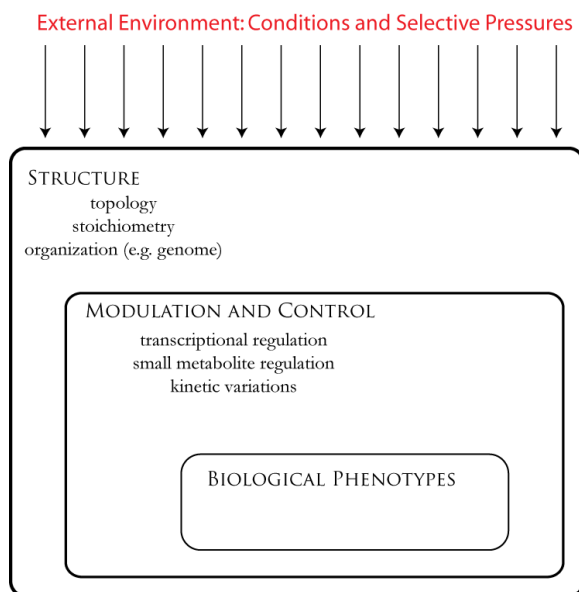 External Environment: Conditions and Selective Pressures
STRUCTURE
topology
stoichiometry
organization (e.g. genome)
MODULATION AND CONTROL
transcriptional regulation
small metabolite regulation
kinetic variations
BIOLOGICAL PHENOTYPES